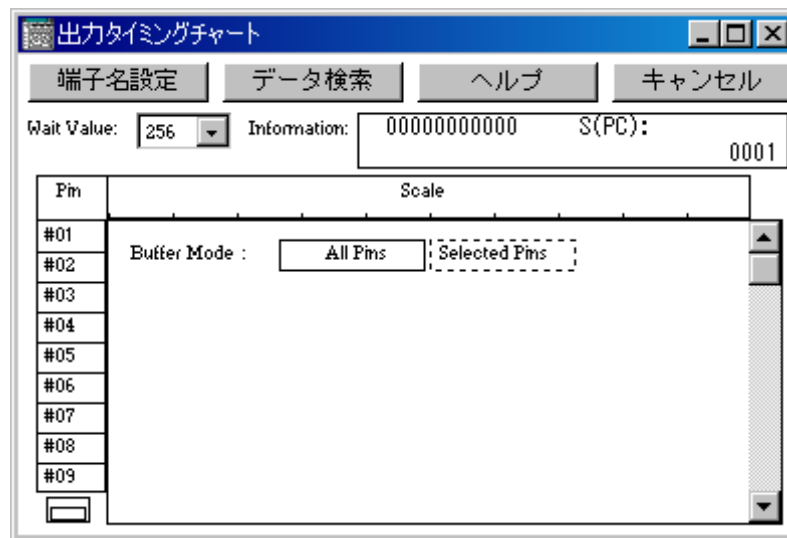 出力タイミングチャート
端子名設定 データ検索 ヘルプ キャンセル
Wait Value: 256 Information: 00000000000 S(PC):
0001
Pin Scale
#01
Buffer Mode : All Pins Selected Pins
#02
#03
#04
#05
#06
#07
#08
#09